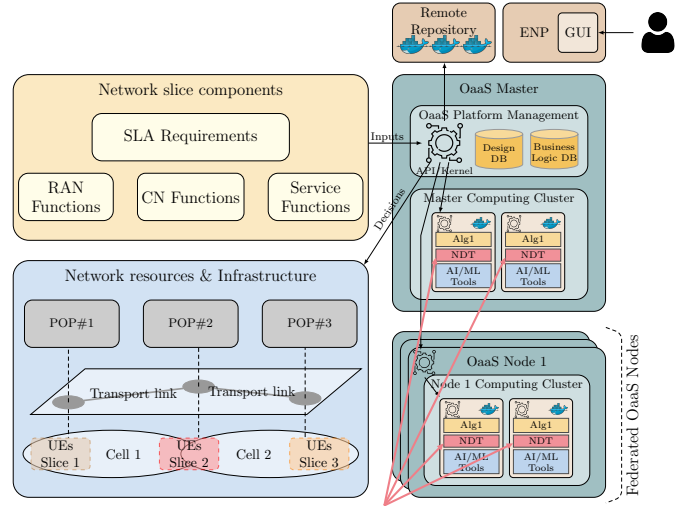 Remote
Repository
ENP
GUI
Network slice components
SLA Requirements
RAN
Functions
CN Functions
Service
Functions
Inputs
Decisions
OaaS Master
OaaS Platform Management
API/Kernel
Design
DB
Business
Logic DB
Master Computing Cluster
Alg1
NDT
AI/ML
Tools
Alg1
NDT
AI/ML
Tools
Network resources & Infrastructure
POP#1
POP#2
POP#3
Transport link
Transport link
UEs
Slice 1
Cell 1
UEs
Slice 2
Cell 2
UEs
Slice 3
OaaS Node 1
Node 1 Computing Cluster
Alg1
NDT
AI/ML
Tools
Alg1
NDT
AI/ML
Tools
Federated OaaS Nodes